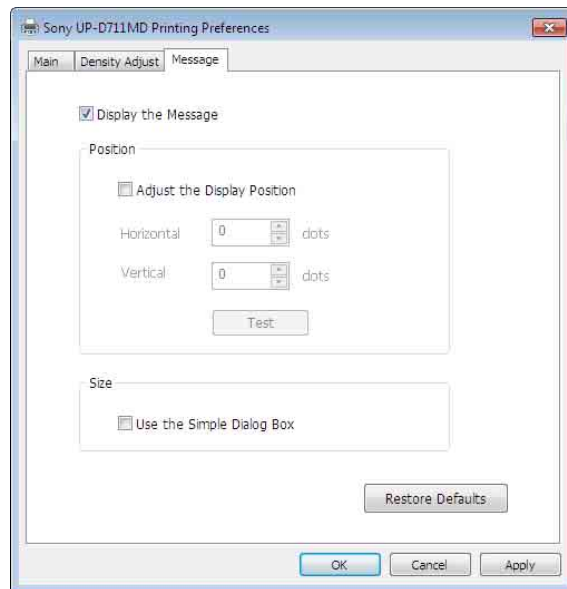 Sony UP-D711MD Printing Preferences
Main Density Adjust Message
Display the Message
Position
Adjust the Display Position
Horizontal 0 dots
Vertical 0 dots
Test
Size
Use the Simple Dialog Box
Restore Defaults
OK Cancel Apply